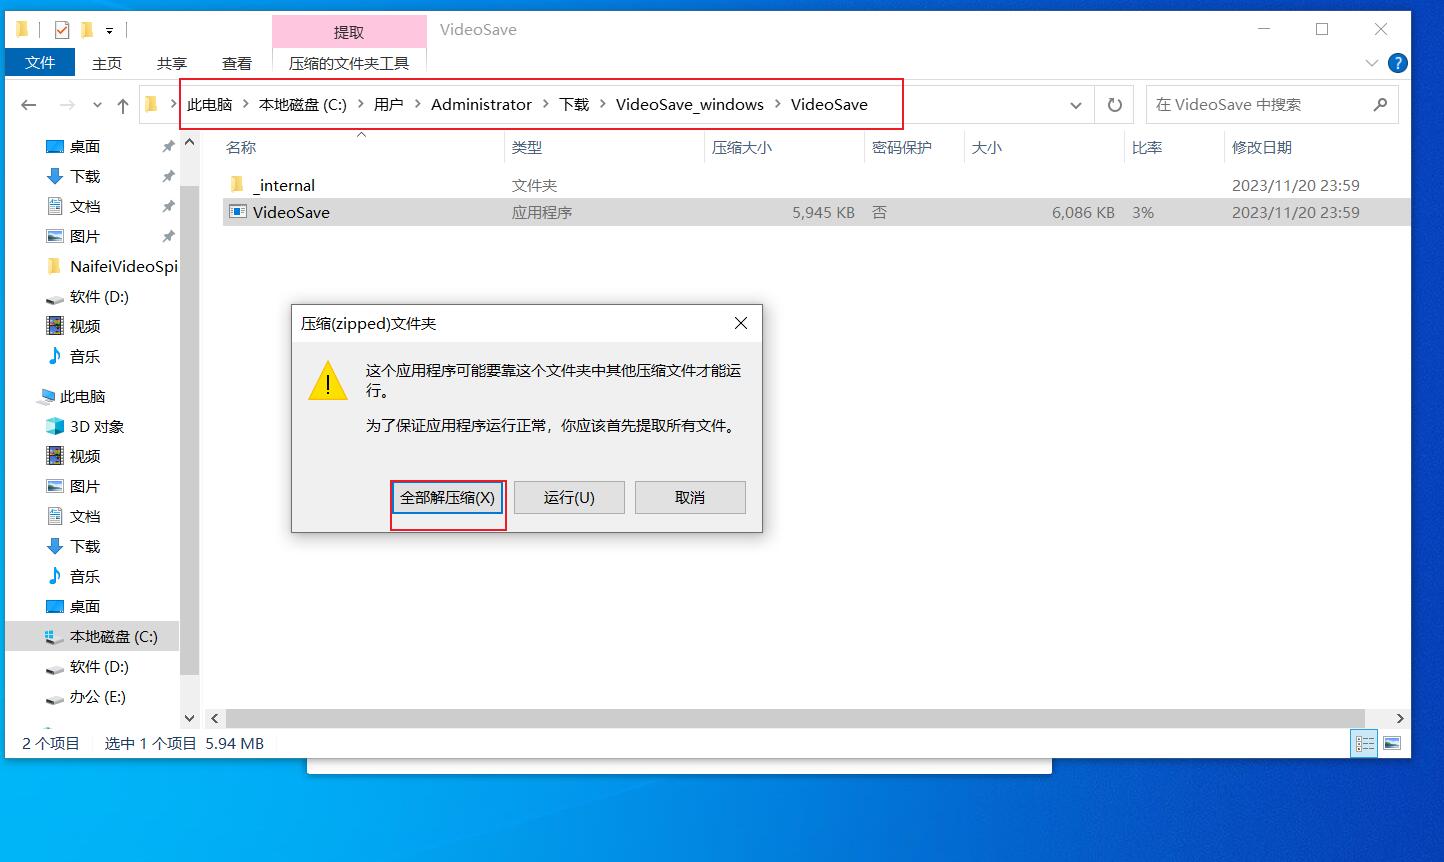 提取
VideoSave
文件
主页
共享
查看
压缩的文件夹工具
?
此电脑 > 本地磁盘 (C:) > 用户 > Administrator > 下载 > VideoSave_windows > VideoSave
在 VideoSave 中搜索
名称
类型
压缩大小
密码保护
大小
比率
修改日期
_internal
文件夹
2023/11/20 23:59
VideoSave
应用程序
5,945 KB
否
6,086 KB
3%
2023/11/20 23:59
桌面
下载
文档
图片
NaifeiVideoSpi
软件 (D:)
视频
音乐
此电脑
3D 对象
视频
图片
文档
下载
音乐
桌面
本地磁盘 (C:)
软件 (D:)
办公 (E:)
压缩(zipped)文件夹
这个应用程序可能要靠这个文件夹中其他压缩文件才能运
行。
为了保证应用程序运行正常，你应该首先提取所有文件。
全部解压缩(X)
运行(U)
取消
2 个项目
选中 1 个项目 5.94 MB